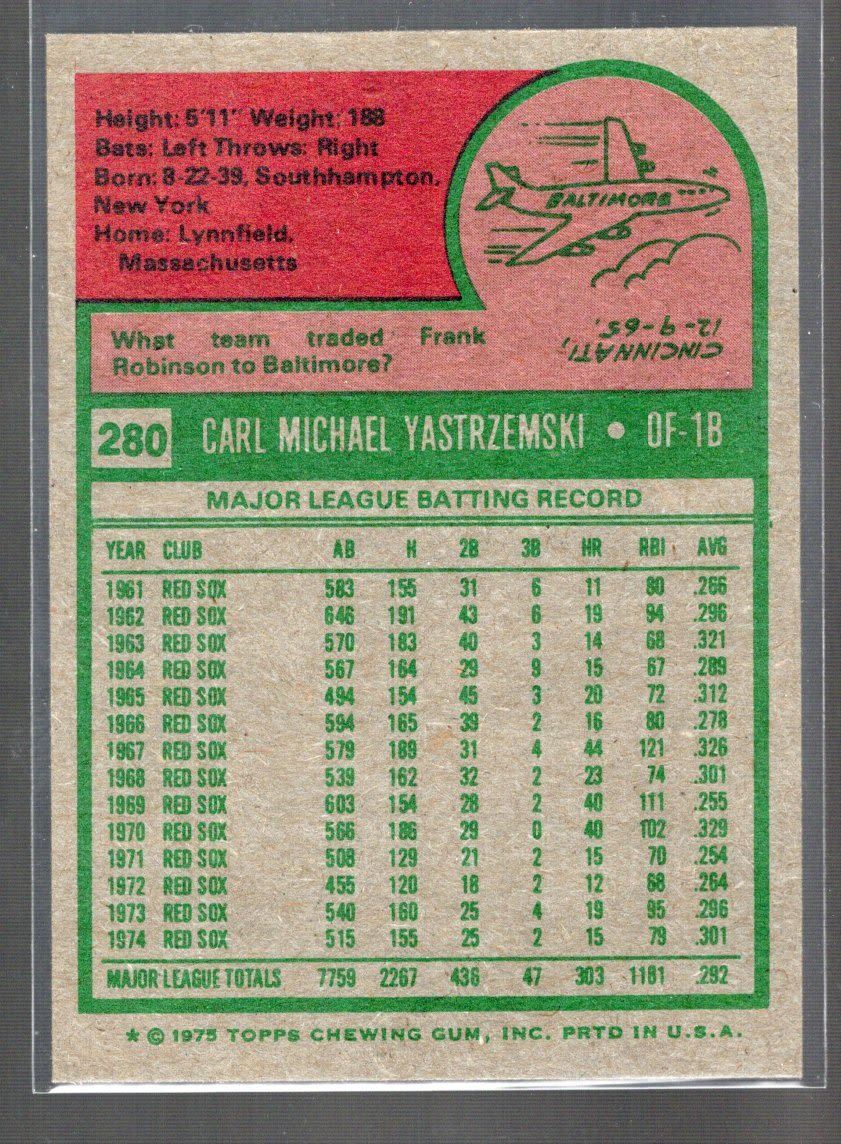 Height: 5'11" Weight: 188
Bats: Left Throws: Right
Born: 8-22-39, Southhampton,
New York
Home: Lynnfield,
Massachusetts
BALTIMORE
What team traded Frank
Robinson to Baltimore?
CINCINNATI,
12-9-65.
280 CARL MICHAEL YASTRZEMSKI • OF-1B
MAJOR LEAGUE BATTING RECORD
YEAR CLUB AB H 2B 3B HR RBI AVG
1961 RED SOX 583 155 31 6 11 80 .266
1962 RED SOX 646 191 43 6 19 94 .296
1963 RED SOX 570 183 40 3 14 68 .321
1964 RED SOX 567 164 29 9 15 67 .289
1965 RED SOX 494 154 45 3 20 72 .312
1966 RED SOX 594 165 39 2 16 80 .278
1967 RED SOX 579 189 31 4 44 121 .326
1968 RED SOX 539 162 32 2 23 74 .301
1969 RED SOX 603 154 28 2 40 111 .255
1970 RED SOX 566 186 29 0 40 102 .329
1971 RED SOX 508 129 21 2 15 70 .254
1972 RED SOX 455 120 18 2 12 68 .264
1973 RED SOX 540 160 25 4 19 95 .296
1974 RED SOX 515 155 25 2 15 79 .301
MAJOR LEAGUE TOTALS 7759 2267 436 47 303 1181 .292
* © 1975 TOPPS CHEWING GUM, INC. PRTD IN U.S.A.